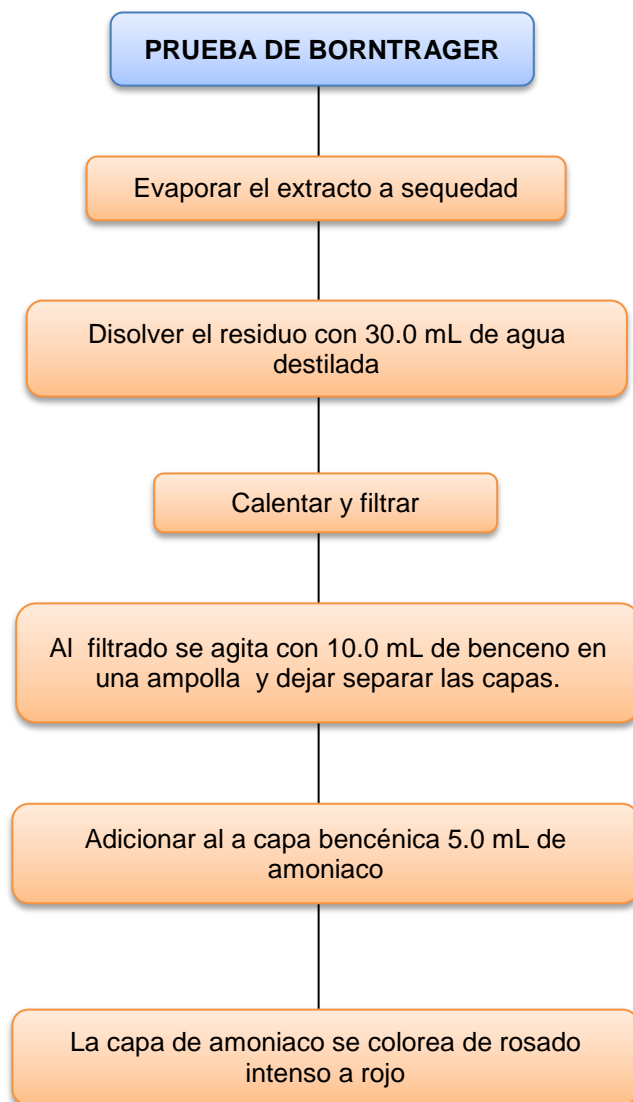 PRUEBA DE BORNTRAGER
Evaporar el extracto a sequedad
Disolver el residuo con 30.0 mL de agua
destilada
Calentar y filtrar
Al  filtrado se agita con 10.0 mL de benceno en
una ampolla  y dejar separar las capas.
Adicionar al a capa bencénica 5.0 mL de
amoniaco
La capa de amoniaco se colorea de rosado
intenso a rojo